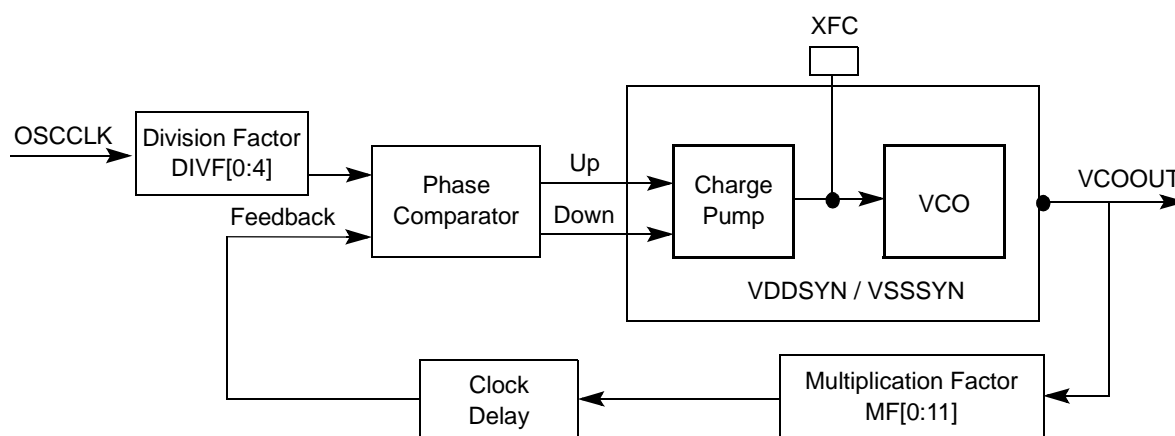 XFC
OSCCLK
Division Factor
DIVF[0:4]
Phase
Comparator
Up
Down
Charge
Pump
VCO
VCOOUT
Feedback
VDDSYN / VSSSYN
Clock
Delay
Multiplication Factor
MF[0:11]